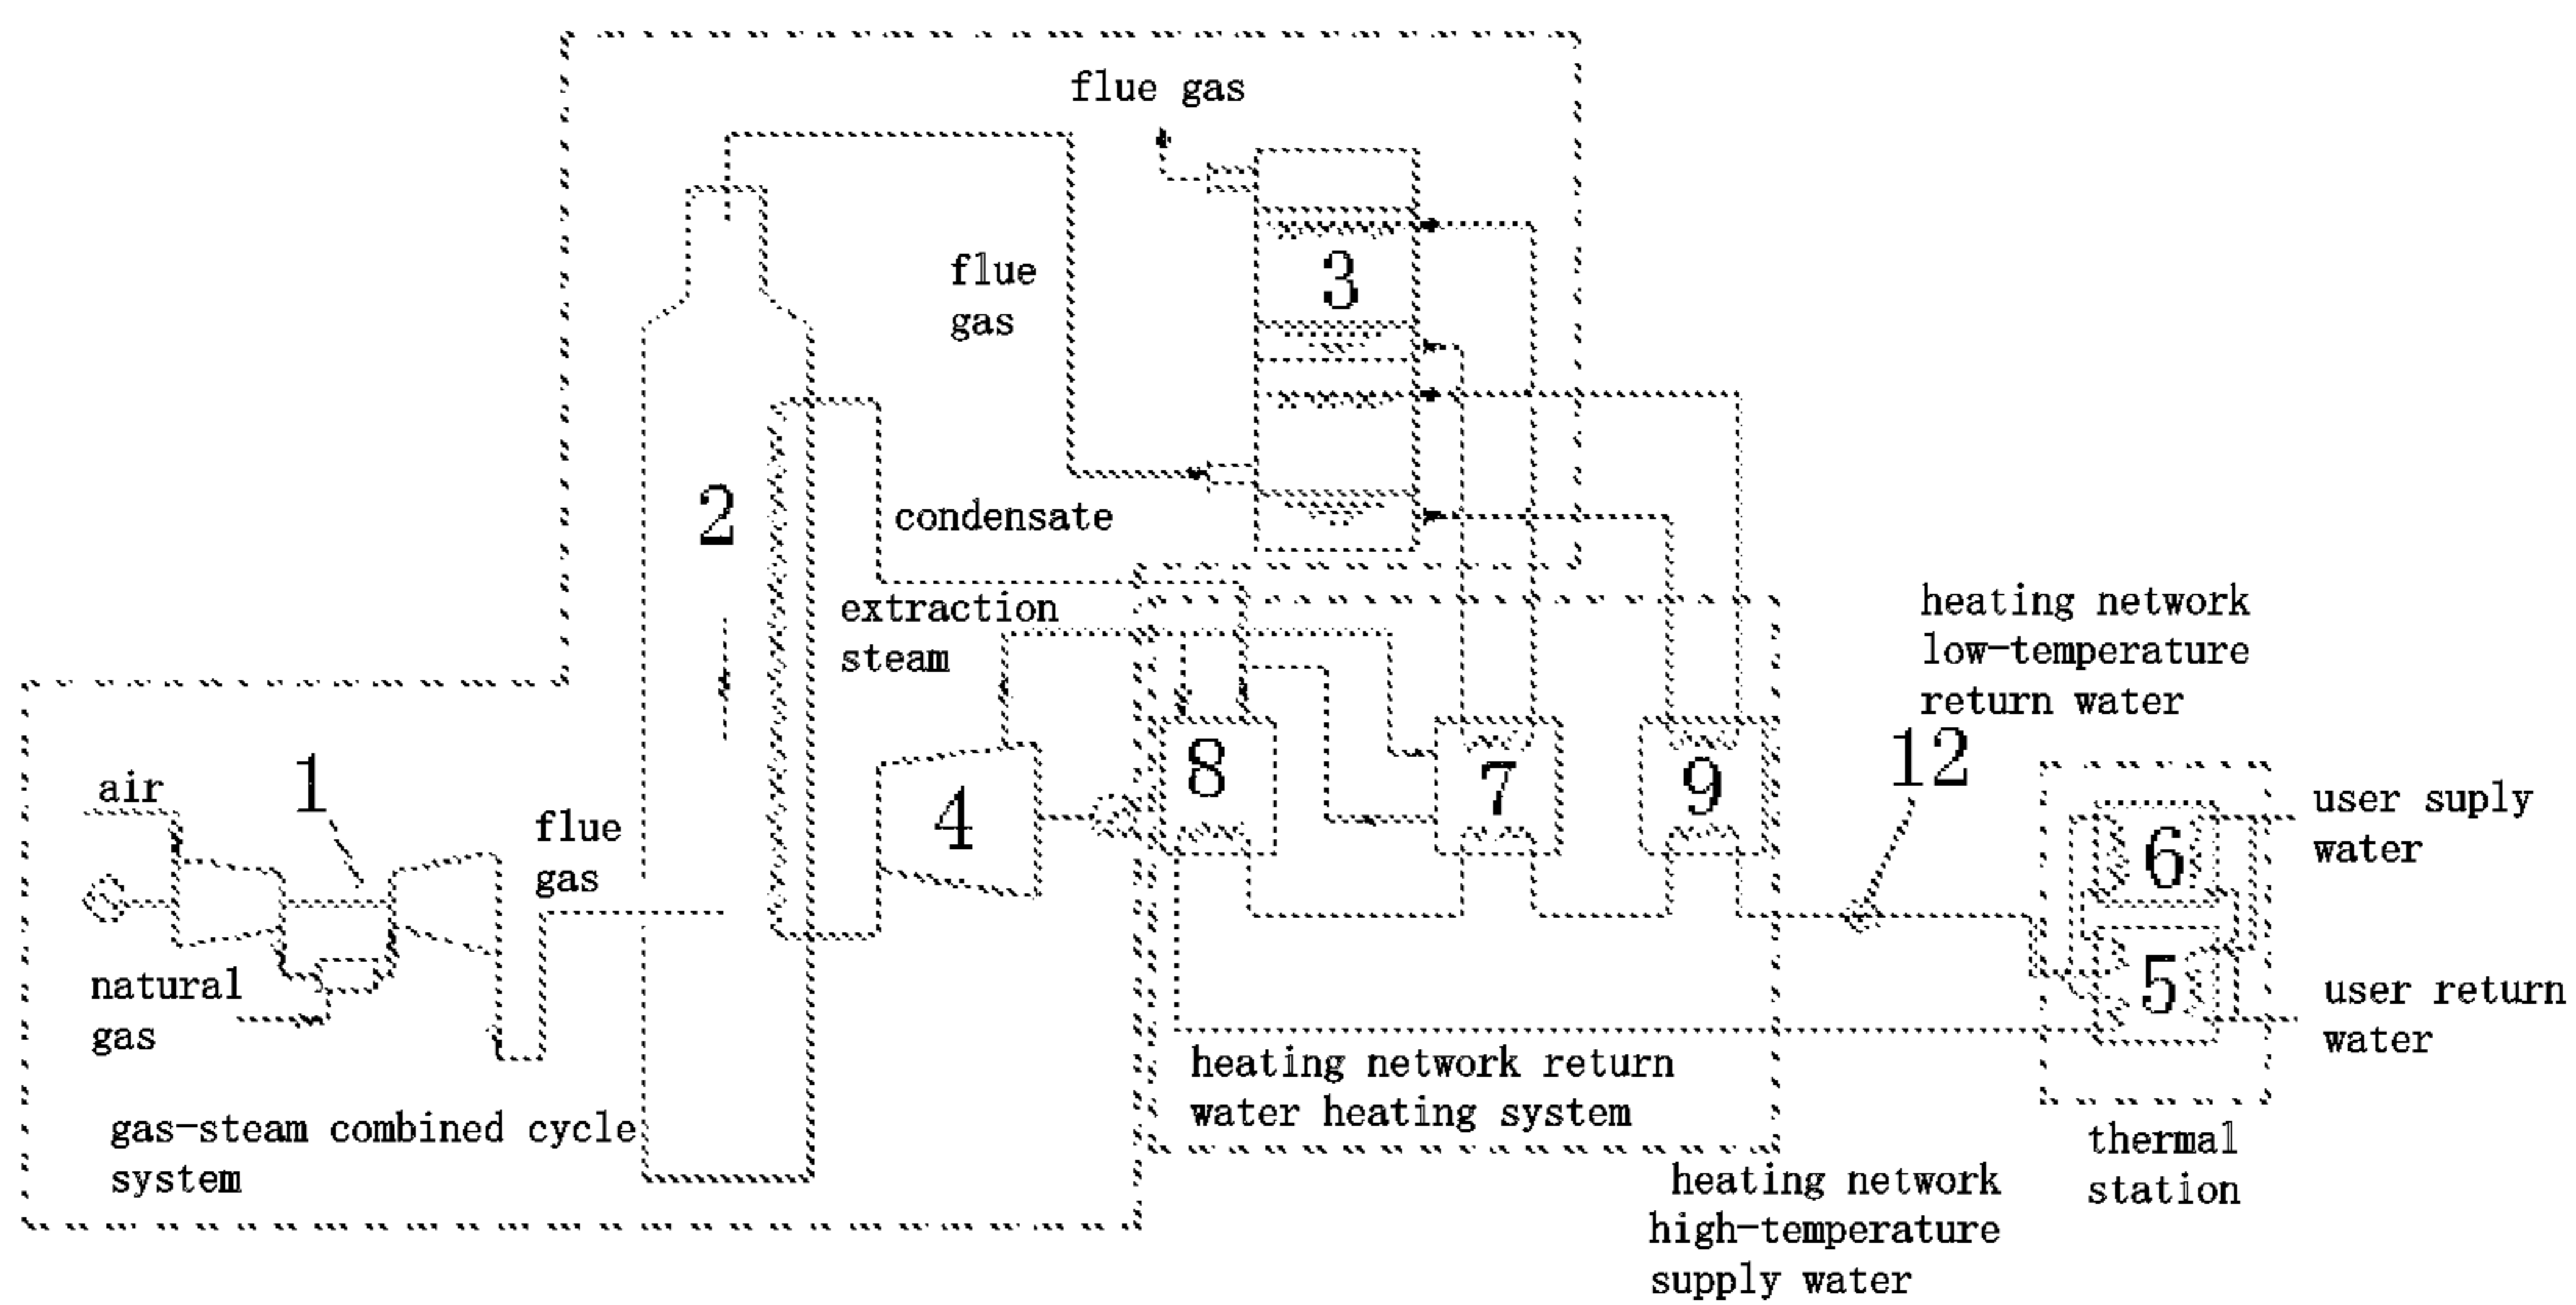 flue gas
3
flue
gas
2
condensate
extraction
steam
heating network
low-temperature
return water
12
air
1
flue
gas
4
8
7
9
6
5
user suply
water
user return
water
natural
gas
gas-steam combined cycle
system
heating network return
water heating system
heating network
high-temperature
supply water
thermal
station